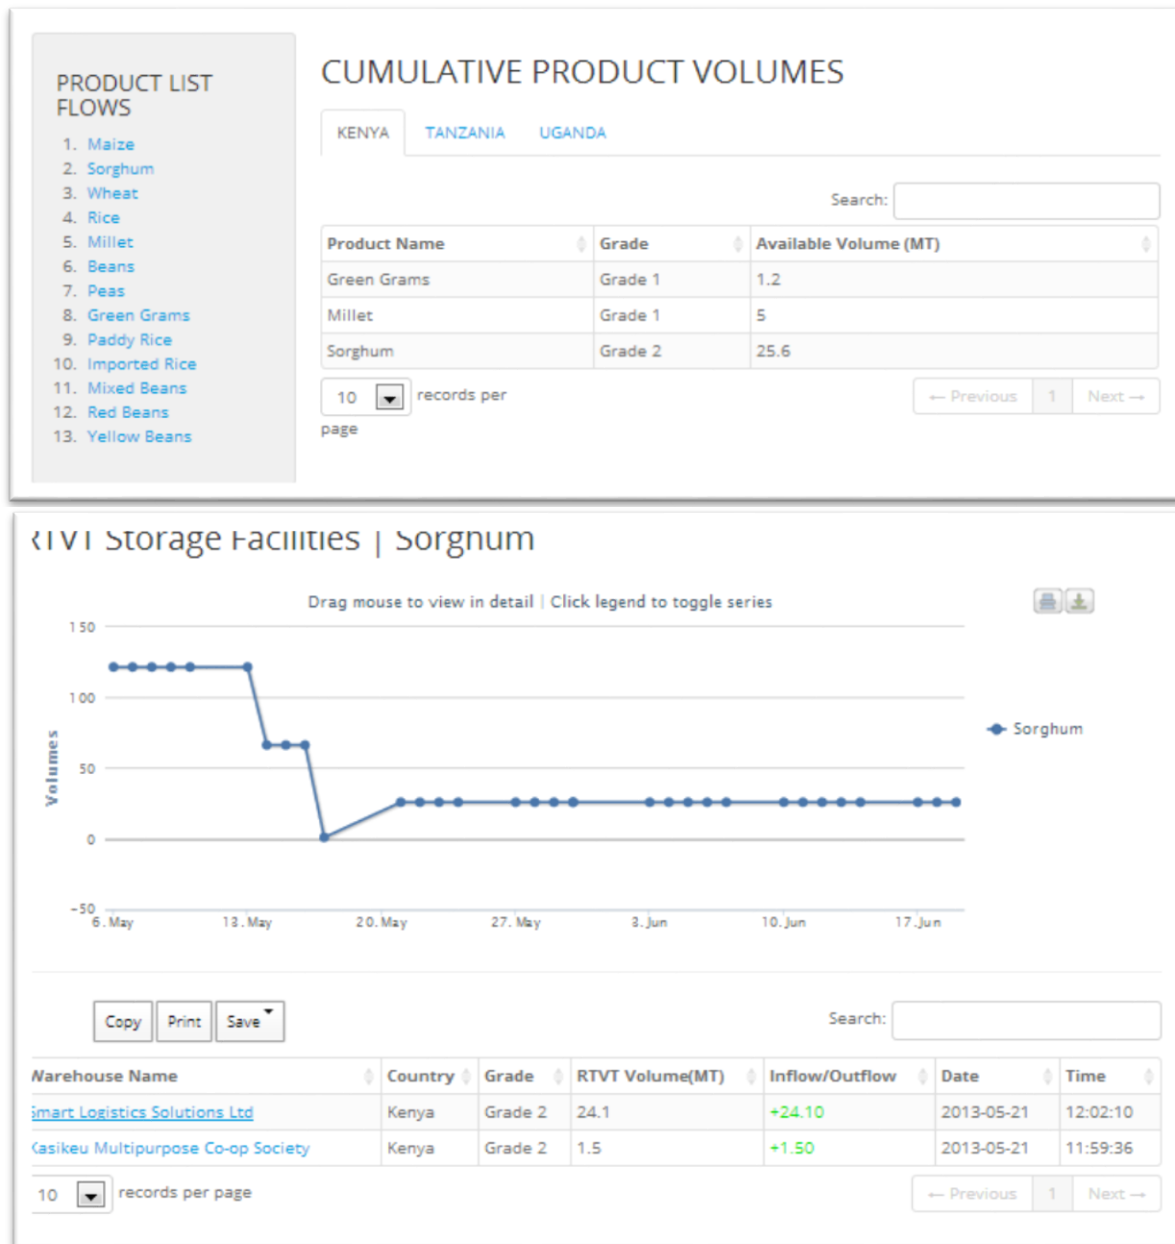 PRODUCT LIST
FLOWS
1. Maize
2. Sorghum
3. Wheat
4. Rice
5. Millet
6. Beans
7. Peas
8. Green Grams
9. Paddy Rice
10. Imported Rice
11. Mixed Beans
12. Red Beans
13. Yellow Beans
CUMULATIVE PRODUCT VOLUMES
KENYA TANZANIA UGANDA
Search:
Product Name Grade Available Volume (MT)
Green Grams Grade 1 1.2
Millet Grade 1 5
Sorghum Grade 2 25.6
10 records per
page
← Previous 1 Next →
RTVT Storage Facilities | Sorghum
Drag mouse to view in detail | Click legend to toggle series
150
100
50
0
-50
Volumes
6. May 13. May 20. May 27. May 3. Jun 10. Jun 17. Jun
Sorghum
Copy Print Save
Search:
Warehouse Name Country Grade RTVT Volume(MT) Inflow/Outflow Date Time
Smart Logistics Solutions Ltd Kenya Grade 2 24.1 +24.10 2013-05-21 12:02:10
Kasikeu Multipurpose Co-op Society Kenya Grade 2 1.5 +1.50 2013-05-21 11:59:36
10 records per page
← Previous 1 Next →